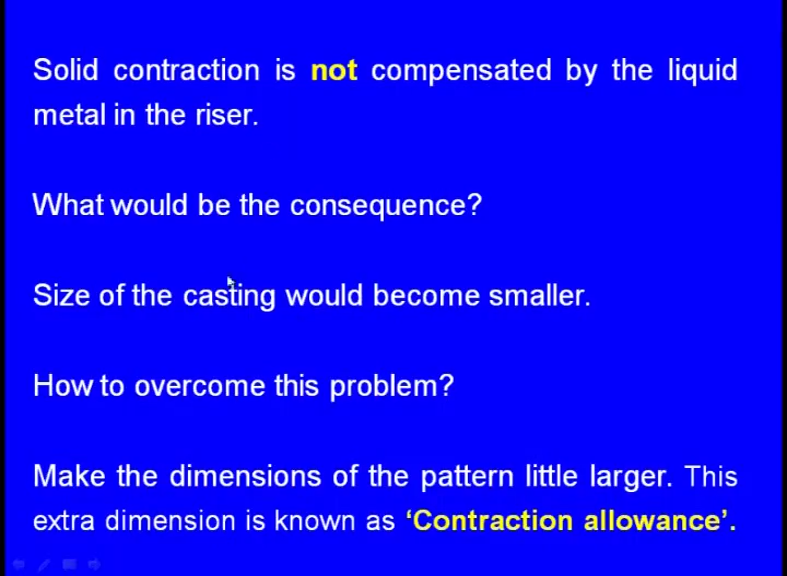 Solid contraction is not compensated by the liquid
metal in the riser.
What would be the consequence?
Size of the casting would become smaller.
How to overcome this problem?
Make the dimensions of the pattern little larger. This
extra dimension is known as ‘Contraction allowance’.